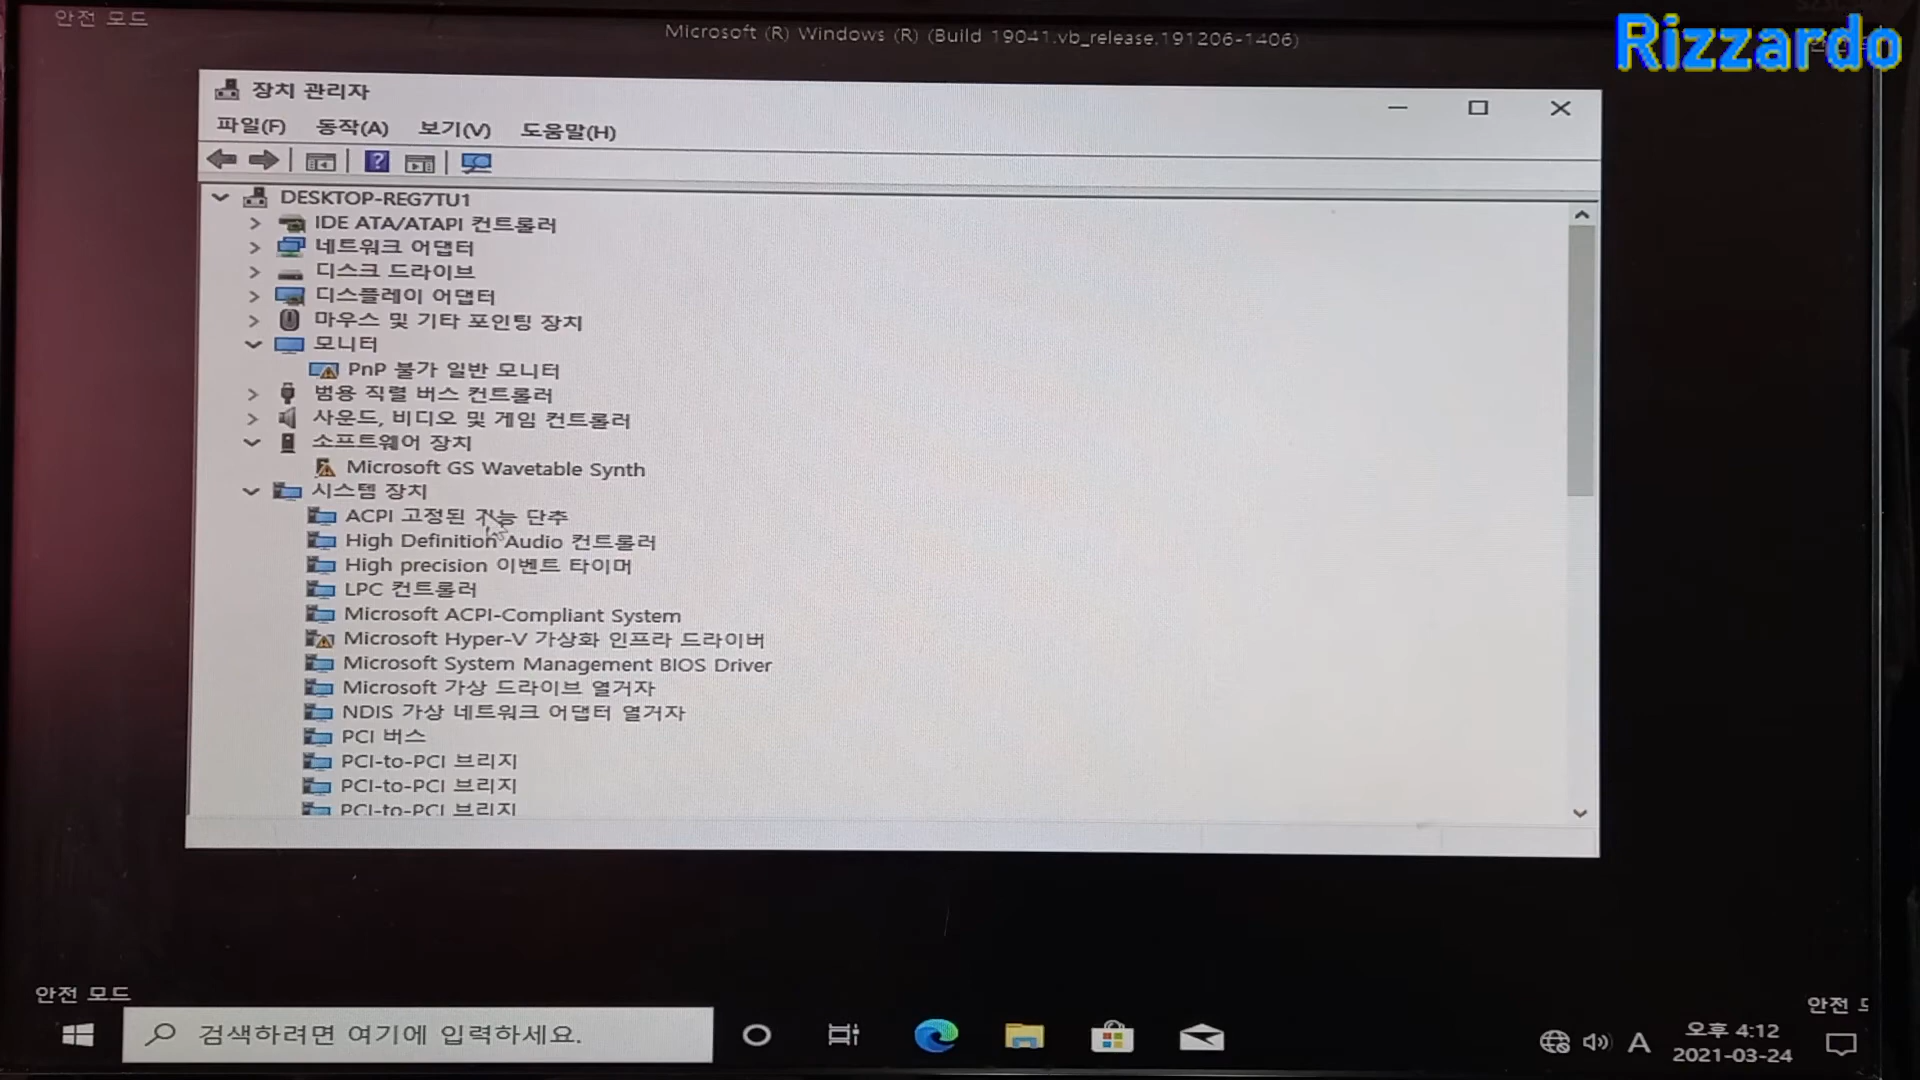 안전 모드
Microsoft (R) Windows (R) (Build 19041.vb_release.191206-1406)
Rizzardo
장치 관리자
파일(F) 동작(A) 보기(V) 도움말(H)
DESKTOP-REG7TU1
IDE ATA/ATAPI 컨트롤러
네트워크 어댑터
디스크 드라이브
디스플레이 어댑터
마우스 및 기타 포인팅 장치
모니터
PnP 불가 일반 모니터
범용 직렬 버스 컨트롤러
사운드, 비디오 및 게임 컨트롤러
소프트웨어 장치
Microsoft GS Wavetable Synth
시스템 장치
ACPI 고정된 기능 단추
High Definition Audio 컨트롤러
High precision 이벤트 타이머
LPC 컨트롤러
Microsoft ACPI-Compliant System
Microsoft Hyper-V 가상화 인프라 드라이버
Microsoft System Management BIOS Driver
Microsoft 가상 드라이브 열거자
NDIS 가상 네트워크 어댑터 열거자
PCI 버스
PCI-to-PCI 브리지
PCI-to-PCI 브리지
PCI-to-PCI 브리지
안전 모드
안전
검색하려면 여기에 입력하세요.
A
오후 4:12
2021-03-24